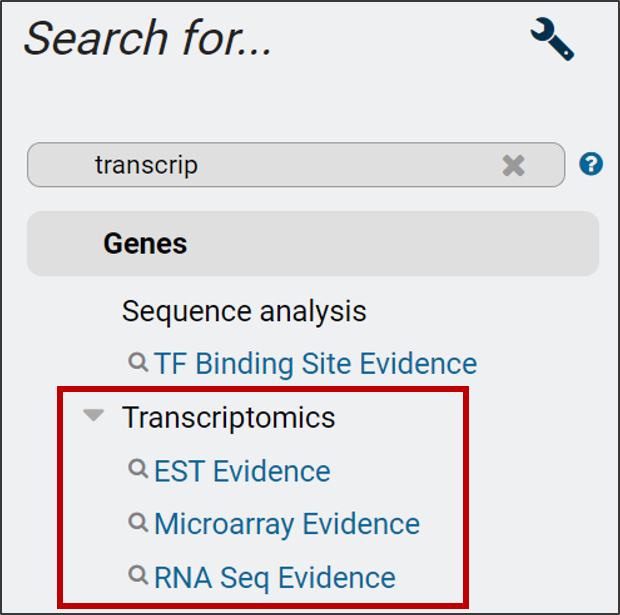 Search for...
transcrip
?
Genes
Sequence analysis
TF Binding Site Evidence
Transcriptomics
EST Evidence
Microarray Evidence
RNA Seq Evidence